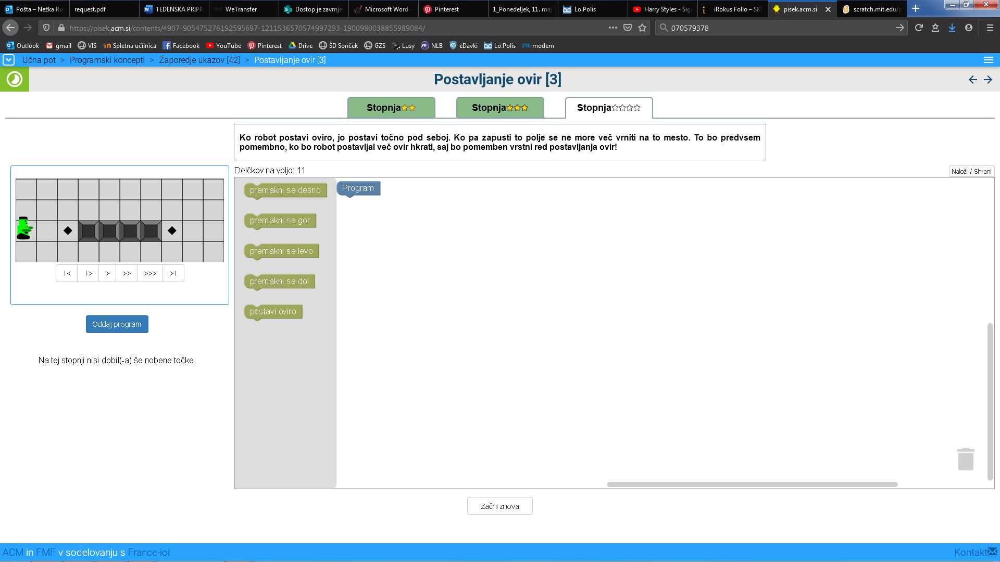 Pošta – Nežka Ru
request.pdf
TEDENSKA PRIPR
WeTransfer
Dostop je zavrnje
Microsoft Word -
Pinterest
1_Ponedeljek, 11. maj
Lo.Polis
Harry Styles - Sig
iRokus Folio – SKI
pisek.acm.si
scratch.mit.edu/p
https://pisek.acm.si/contents/4907-905475276192595697-1211536570574997293-1900980038855989084/
070579378
Outlook gmail VIS Spletna učilnica Facebook YouTube Pinterest Drive ŠD Sonček GZS Lusy NLB eDavki Lo.Polis ZTE modem
Učna pot > Programski koncepti > Zaporedje ukazov [42] > Postavljanje ovir [3]
Postavljanje ovir [3]
Stopnja
Stopnja
Stopnja
Ko robot postavi oviro, jo postavi točno pod seboj. Ko pa zapusti to polje se ne more več vrniti na to mesto. To bo predvsem
pomembno, ko bo robot postavljal več ovir hkrati, saj bo pomemben vrstni red postavljanja ovir!
Delčkov na voljo: 11
Naloži / Shrani
premakni se desno
Program
premakni se gor
premakni se levo
premakni se dol
postavi oviro
|< |> > >> >>> >|
Oddaj program
Na tej stopnji nisi dobil(-a) še nobene točke.
Začni znova
ACM in FMF v sodelovanju s France-ioi
Kontakt